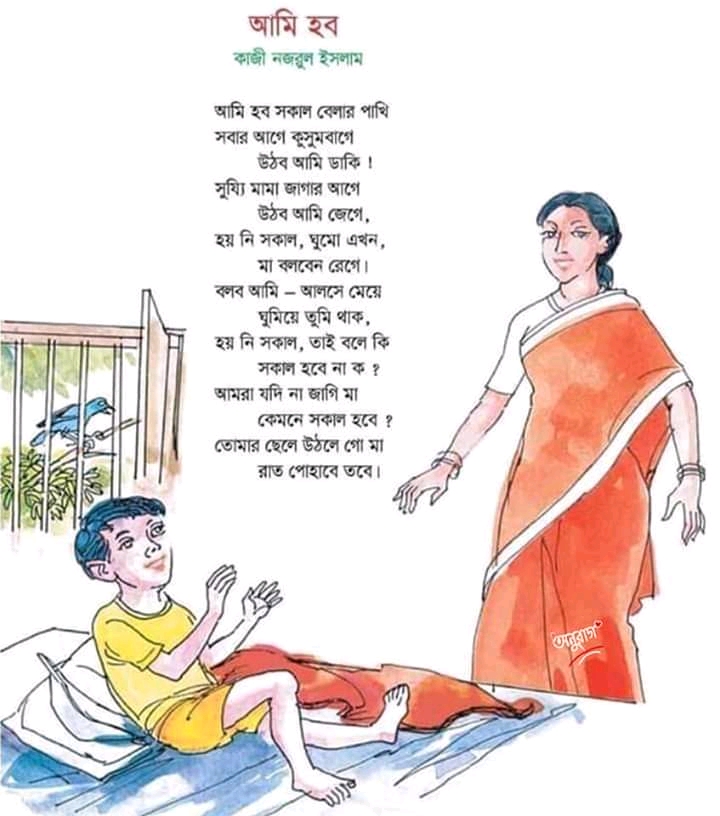 আমি হব
কাজী নজরুল ইসলাম
আমি হব সকাল বেলার পাখি
সবার আগে কুসুমবাগে
উঠব আমি ডাকি !
সুয্যি মামা জাগার আগে
উঠব আমি জেগে,
হয় নি সকাল, ঘুমো এখন,
মা বলবেন রেগে।
বলব আমি – আলসে মেয়ে
ঘুমিয়ে তুমি থাক,
হয় নি সকাল, তাই বলে কি
সকাল হবে না ক ?
আমরা যদি না জাগি মা
কেমনে সকাল হবে ?
তোমার ছেলে উঠলে গো মা
রাত পোহাবে তবে।
অনুরাগ